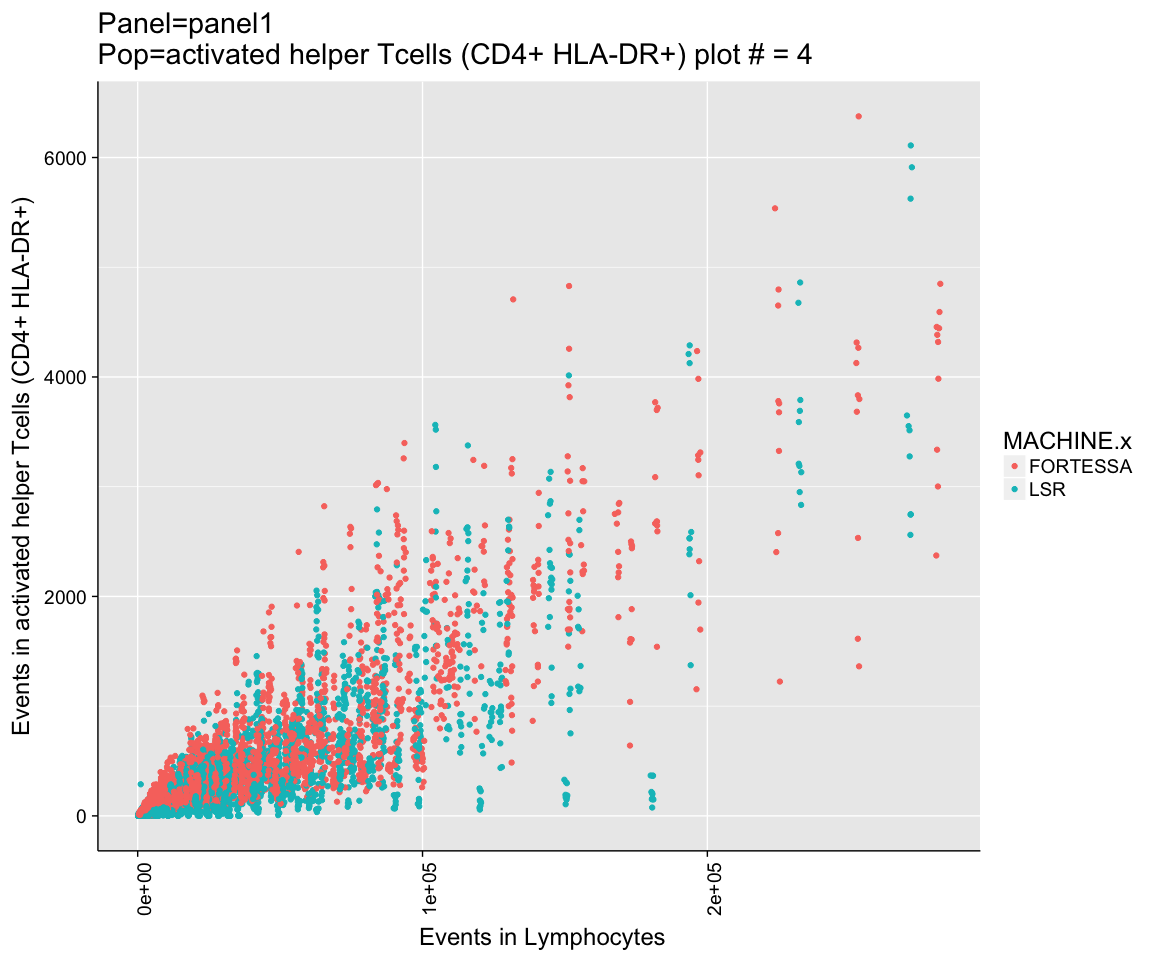 Panel=panel1
Pop=activated helper Tcells (CD4+ HLA-DR+) plot # = 4
Events in activated helper Tcells (CD4+ HLA-DR+)
6000
4000
2000
0
0e+00
1e+05
2e+05
Events in Lymphocytes
MACHINE.x
FORTESSA
LSR